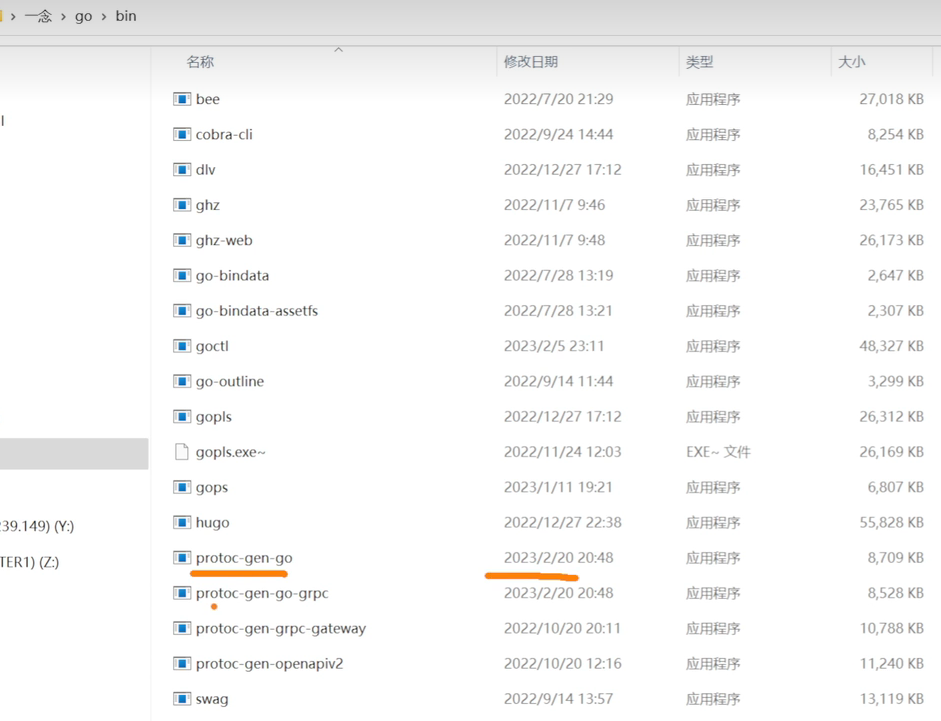 一念 › go › bin
名称 修改日期 类型 大小
bee 2022/7/20 21:29 应用程序 27,018 KB
cobra-cli 2022/9/24 14:44 应用程序 8,254 KB
dlv 2022/12/27 17:12 应用程序 16,451 KB
ghz 2022/11/7 9:46 应用程序 23,765 KB
ghz-web 2022/11/7 9:48 应用程序 26,173 KB
go-bindata 2022/7/28 13:19 应用程序 2,647 KB
go-bindata-assetfs 2022/7/28 13:21 应用程序 2,307 KB
goctl 2023/2/5 23:11 应用程序 48,327 KB
go-outline 2022/9/14 11:44 应用程序 3,299 KB
gopls 2022/12/27 17:12 应用程序 26,312 KB
gopls.exe~ 2022/11/24 12:03 EXE~ 文件 26,169 KB
gops 2023/1/11 19:21 应用程序 6,807 KB
hugo 2022/12/27 22:38 应用程序 55,828 KB
39.149) (Y:)
protoc-gen-go 2023/2/20 20:48 应用程序 8,709 KB
TER1) (Z:)
protoc-gen-go-grpc 2023/2/20 20:48 应用程序 8,528 KB
protoc-gen-grpc-gateway 2022/10/20 20:11 应用程序 10,788 KB
protoc-gen-openapiv2 2022/10/20 12:16 应用程序 11,240 KB
swag 2022/9/14 13:57 应用程序 13,119 KB